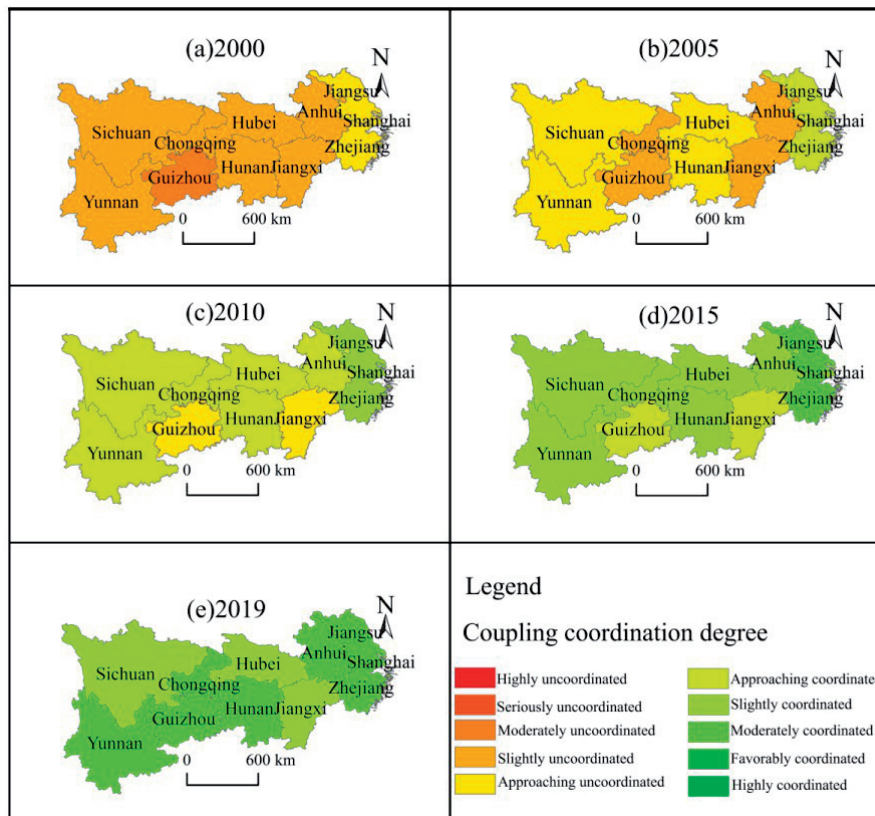 (a)2000
N
Jiangsu
Anhui
Shanghai
Hubei
Sichuan
Chongqing
Zhejiang
Hunan
Jiangxi
Guizhou
Yunnan
0 600 km
(b)2005
N
Jiangsu
Anhui
Shanghai
Hubei
Sichuan
Chongqing
Zhejiang
Hunan
Jiangxi
Guizhou
Yunnan
0 600 km
(c)2010
N
Jiangsu
Anhui
Shanghai
Hubei
Sichuan
Chongqing
Zhejiang
Hunan
Jiangxi
Guizhou
Yunnan
0 600 km
(d)2015
N
Jiangsu
Anhui
Shanghai
Hubei
Sichuan
Chongqing
Zhejiang
Hunan
Jiangxi
Guizhou
Yunnan
0 600 km
(e)2019
N
Jiangsu
Anhui
Shanghai
Hubei
Sichuan
Chongqing
Zhejiang
Hunan
Jiangxi
Guizhou
Yunnan
0 600 km
Legend
Coupling coordination degree
Highly uncoordinated
Seriously uncoordinated
Moderately uncoordinated
Slightly uncoordinated
Approaching uncoordinated
Approaching coordinate
Slightly coordinated
Moderately coordinated
Favorably coordinated
Highly coordinated